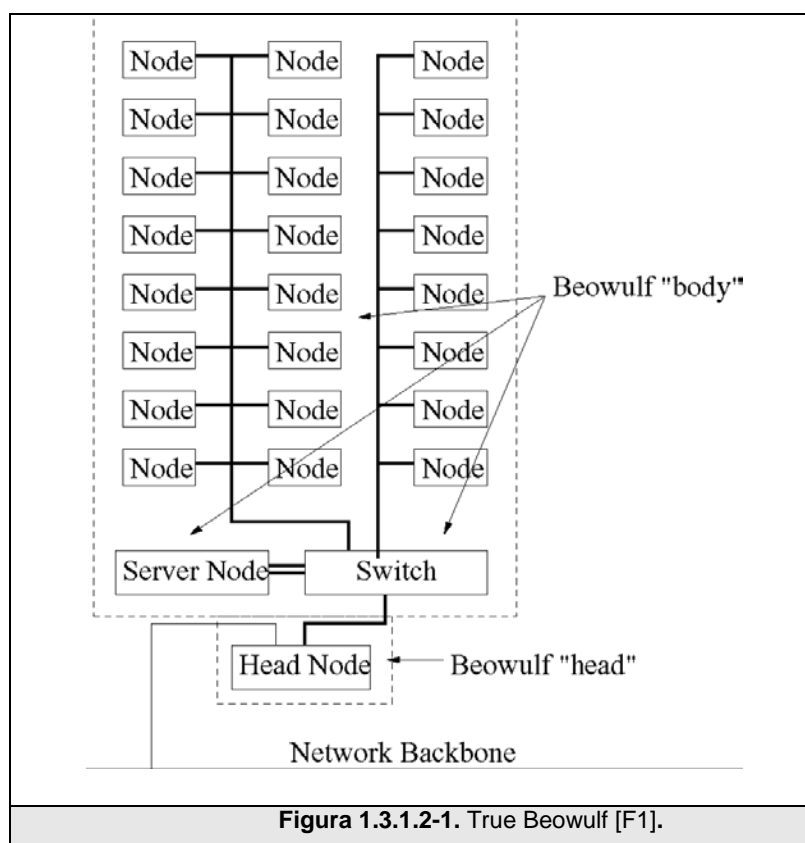 Node Node Node
Node Node Node
Node Node Node
Node Node Node
Node Node Node
Beowulf "body"
Node Node Node
Node Node Node
Node Node Node
Server Node Switch
Head Node
Beowulf "head"
Network Backbone
Figura 1.3.1.2-1. True Beowulf [F1].